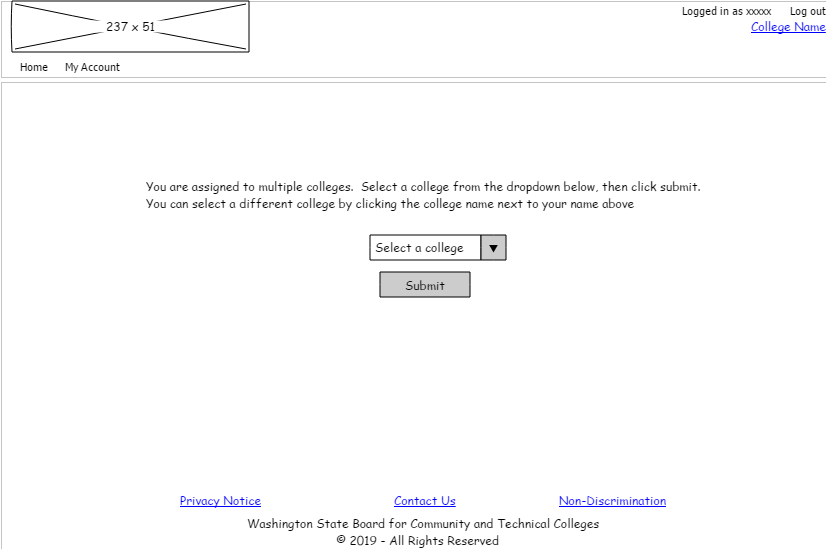 237 x 51
Logged in as xxxxx Log out
College Name
Home My Account
You are assigned to multiple colleges. Select a college from the dropdown below, then click submit.
You can select a different college by clicking the college name next to your name above
Select a college
Submit
Privacy Notice Contact Us Non-Discrimination
Washington State Board for Community and Technical Colleges
© 2019 - All Rights Reserved